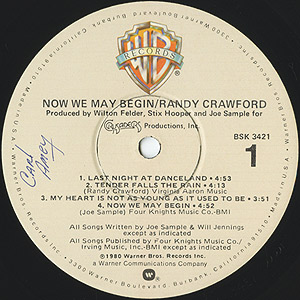 WB
RECORDS
NOW WE MAY BEGIN/RANDY CRAWFORD
Produced by Wilton Felder, Stix Hooper and Joe Sample for
Crusaders Productions, Inc.
BSK 3421
1
1. LAST NIGHT AT DANCELAND • 4:53
2. TENDER FALLS THE RAIN • 4:13
(Randy Crawford) Virginia Aaron Music
3. MY HEART IS NOT AS YOUNG AS IT USED TO BE • 3:51
4. NOW WE MAY BEGIN • 4:52
(Joe Sample) Four Knights Music Co.-BMI
All Songs Written by Joe Sample & Will Jennings
except as indicated
All Songs Published by Four Knights Music Co./
Irving Music, Inc.-BMI except as indicated
℗1980 Warner Bros. Records Inc.
a Warner Communications Company
W